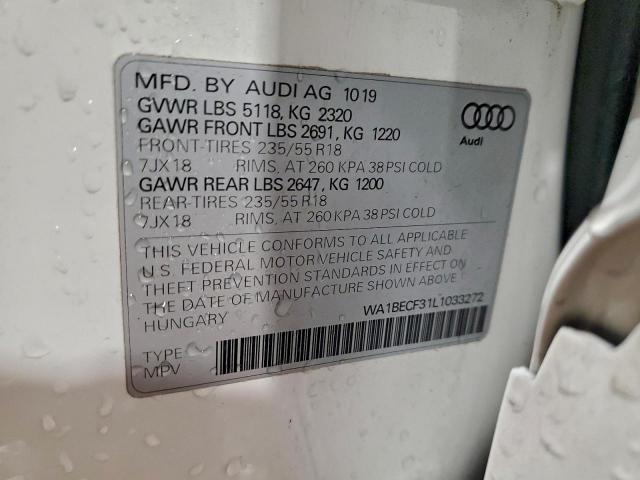 MFD. BY AUDI AG 10 19
GVWR LBS 5118, KG 2320
GAWR FRONT LBS 2691, KG 1220
FRONT-TIRES 235/55 R18
7JX18 RIMS, AT 260 KPA 38 PSI COLD
GAWR REAR LBS 2647, KG 1200
REAR-TIRES 235/55 R18
7JX18 RIMS, AT 260 KPA 38 PSI COLD
Audi
THIS VEHICLE CONFORMS TO ALL APPLICABLE
U.S. FEDERAL MOTOR VEHICLE SAFETY AND
THEFT PREVENTION STANDARDS IN EFFECT ON
THE DATE OF MANUFACTURE SHOWN ABOVE.
HUNGARY
WA1BECF31L1033272
TYPE
MPV